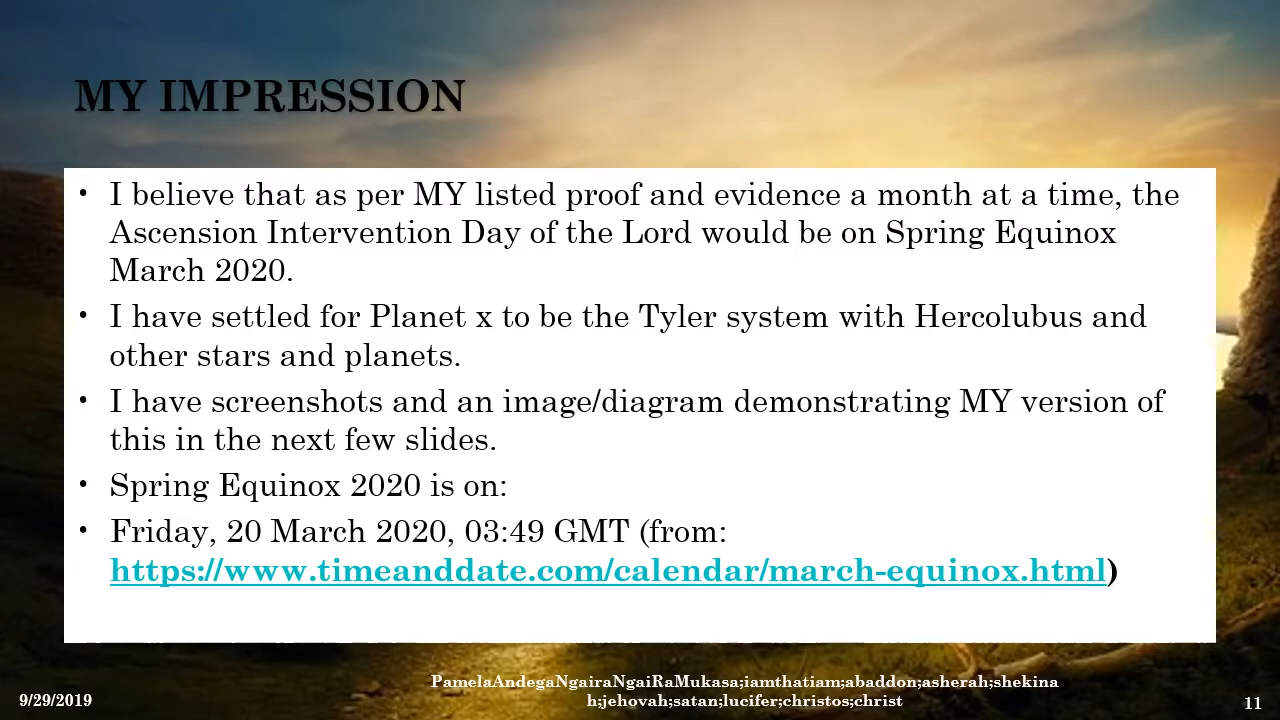 MY IMPRESSION
• I believe that as per MY listed proof and evidence a month at a time, the
Ascension Intervention Day of the Lord would be on Spring Equinox
March 2020.
• I have settled for Planet x to be the Tyler system with Hercolubus and
other stars and planets.
• I have screenshots and an image/diagram demonstrating MY version of
this in the next few slides.
• Spring Equinox 2020 is on:
• Friday, 20 March 2020, 03:49 GMT (from:
https://www.timeanddate.com/calendar/march-equinox.html)
9/29/2019
PamelaAndegaNgairaNgaiRaMukasa;iamthatiam;abaddon;asherah;shekina
h;jehovah;satan;lucifer;christos;christ
11